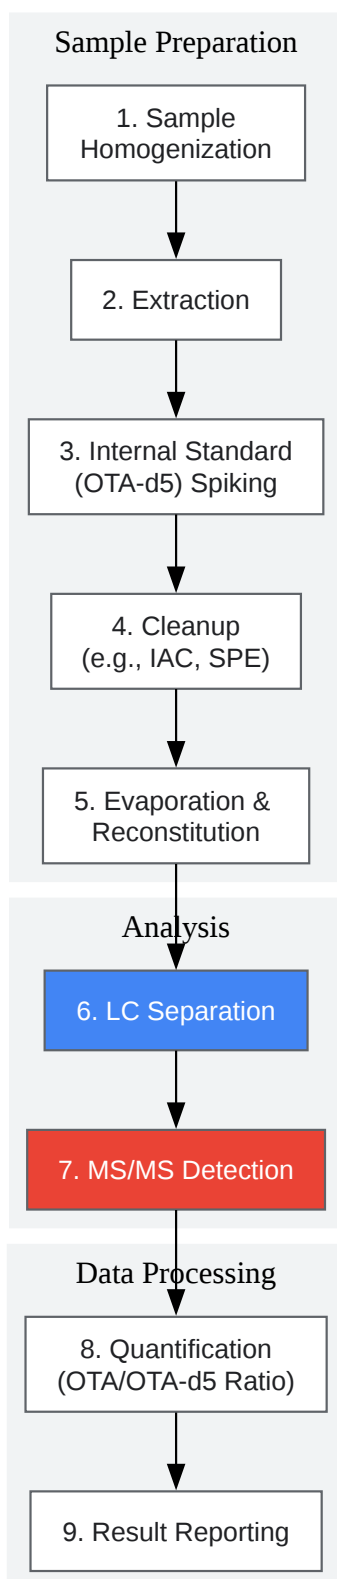 Sample Preparation
1. Sample
Homogenization
2. Extraction
3. Internal Standard
(OTA-d5) Spiking
4. Cleanup
(e.g., IAC, SPE)
5. Evaporation &
Reconstitution
Analysis
6. LC Separation
7. MS/MS Detection
Data Processing
8. Quantification
(OTA/OTA-d5 Ratio)
9. Result Reporting